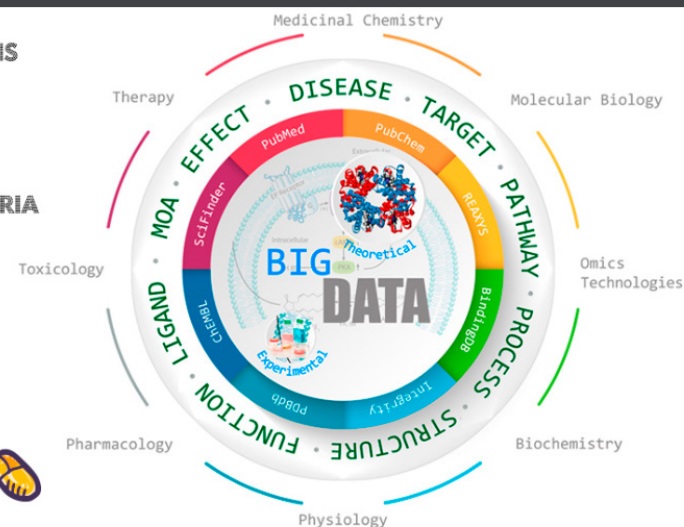 Medicinal Chemistry
IS
Therapy
Molecular Biology
RIA
Toxicology
Omics
Technologies
Pharmacology
Biochemistry
Physiology
DISEASE · TARGET · PATHWAY · PROCESS · STRUCTURE · FUNCTION · LIGAND · MOA · EFFECT ·
PubMed
PubChem
REAXYS
BindingDB
Integrity
PDBdb
ChEMBL
SciFinder
Intracellular
BIG
DATA
Theoretical
Experimental